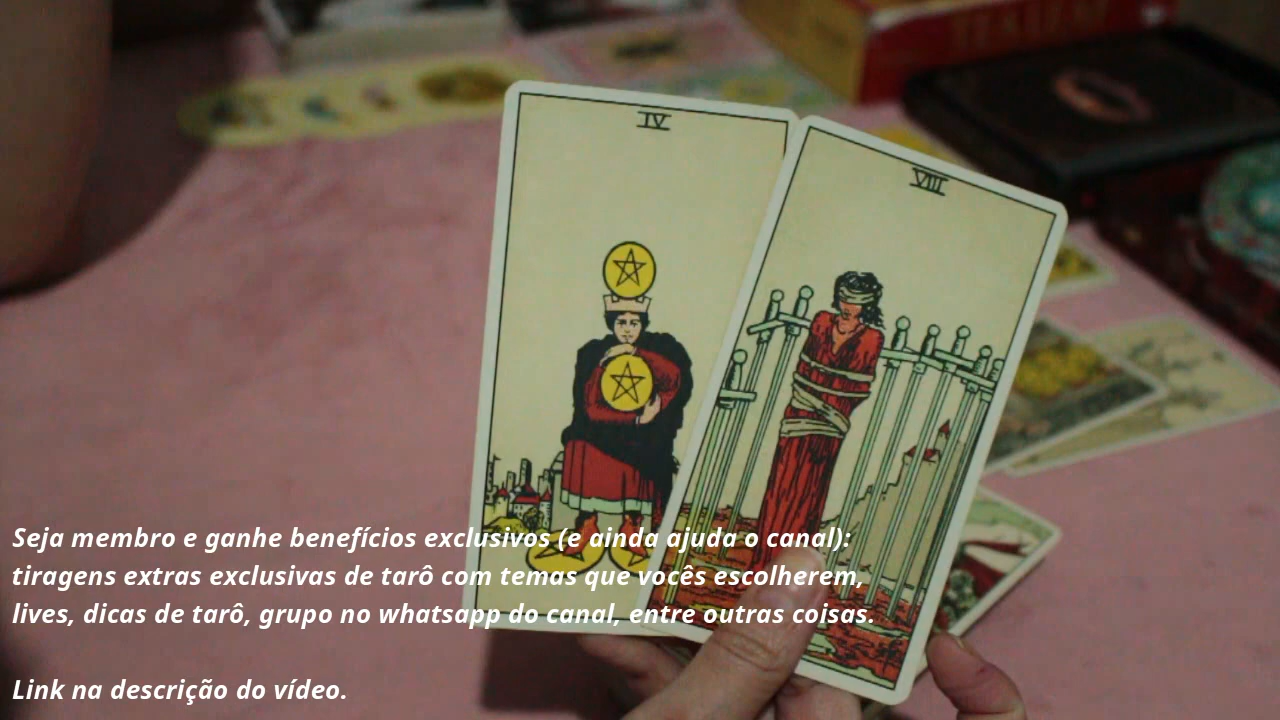 IV
VIII
Seja membro e ganhe benefícios exclusivos (e ainda ajuda o canal):
tiragens extras exclusivas de tarô com temas que vocês escolherem,
lives, dicas de tarô, grupo no whatsapp do canal, entre outras coisas.
Link na descrição do vídeo.